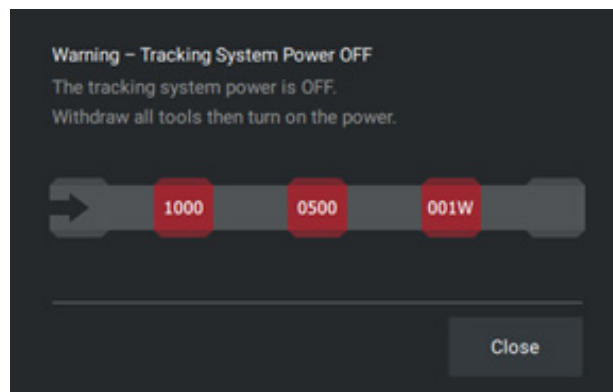 Warning – Tracking System Power OFF
The tracking system power is OFF.
Withdraw all tools then turn on the power.
1000 0500 001W
Close